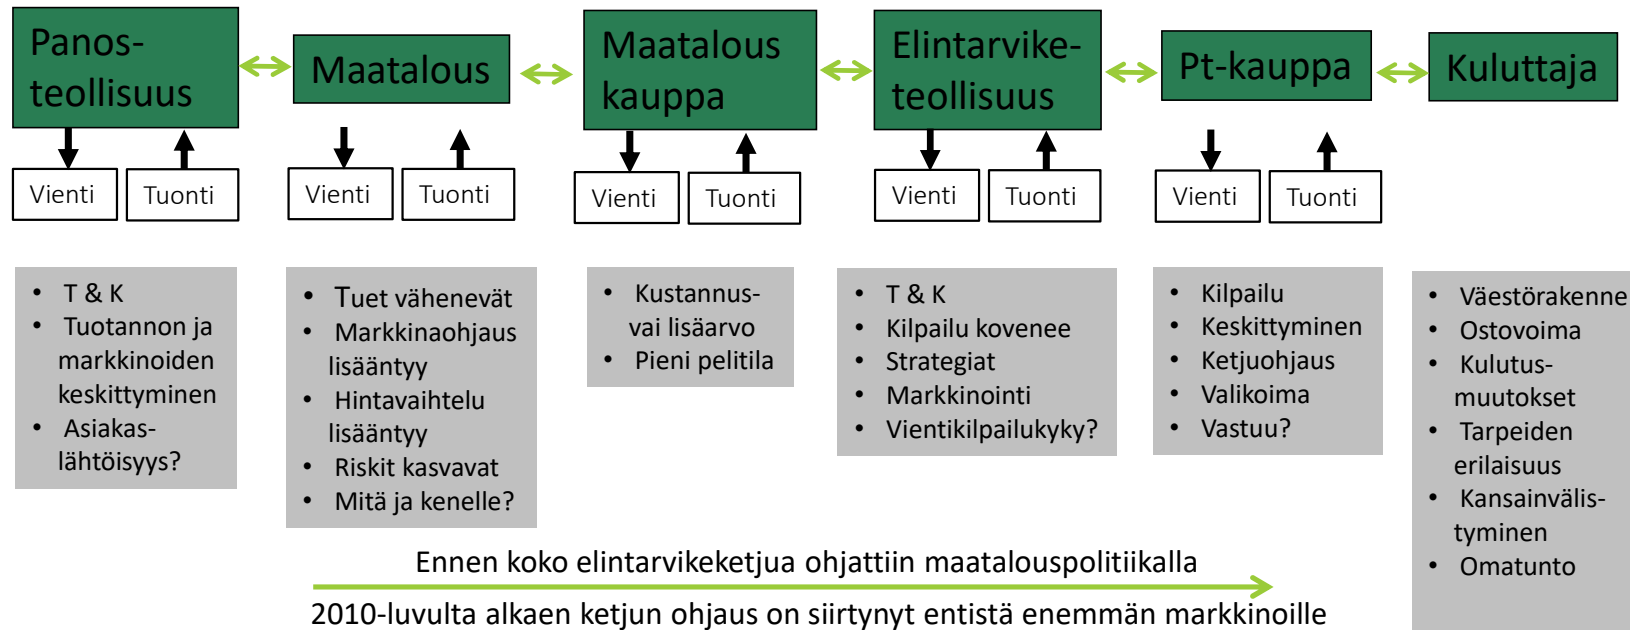 Panos-
teollisuus
Maatalous
Maatalous
kauppa
Elintarvike-
teollisuus
Pt-kauppa
Kuluttaja
Vienti
Tuonti
Vienti
Tuonti
Vienti
Tuonti
Vienti
Tuonti
Vienti
Tuonti
• T & K
• Tuotannon ja
markkinoiden
keskittyminen
• Asiakas-
lähtöisyys?
• Tuet vähenevät
• Markkinaohjaus
lisääntyy
• Hintavaihtelu
lisääntyy
• Riskit kasvavat
• Mitä ja kenelle?
• Kustannus-
vai lisäarvo
• Pieni pelitila
• T & K
• Kilpailu kovenee
• Strategiat
• Markkinointi
• Vientikilpailukyky?
• Kilpailu
• Keskittyminen
• Ketjuohjaus
• Valikoima
• Vastuu?
• Väestörakenne
• Ostovoima
• Kulutus-
muutokset
• Tarpeiden
erilaisuus
• Kansainvälis-
tyminen
• Omatunto
Ennen koko elintarvikeketjua ohjattiin maatalouspolitiikalla
2010-luvulta alkaen ketjun ohjaus on siirtynyt entistä enemmän markkinoille